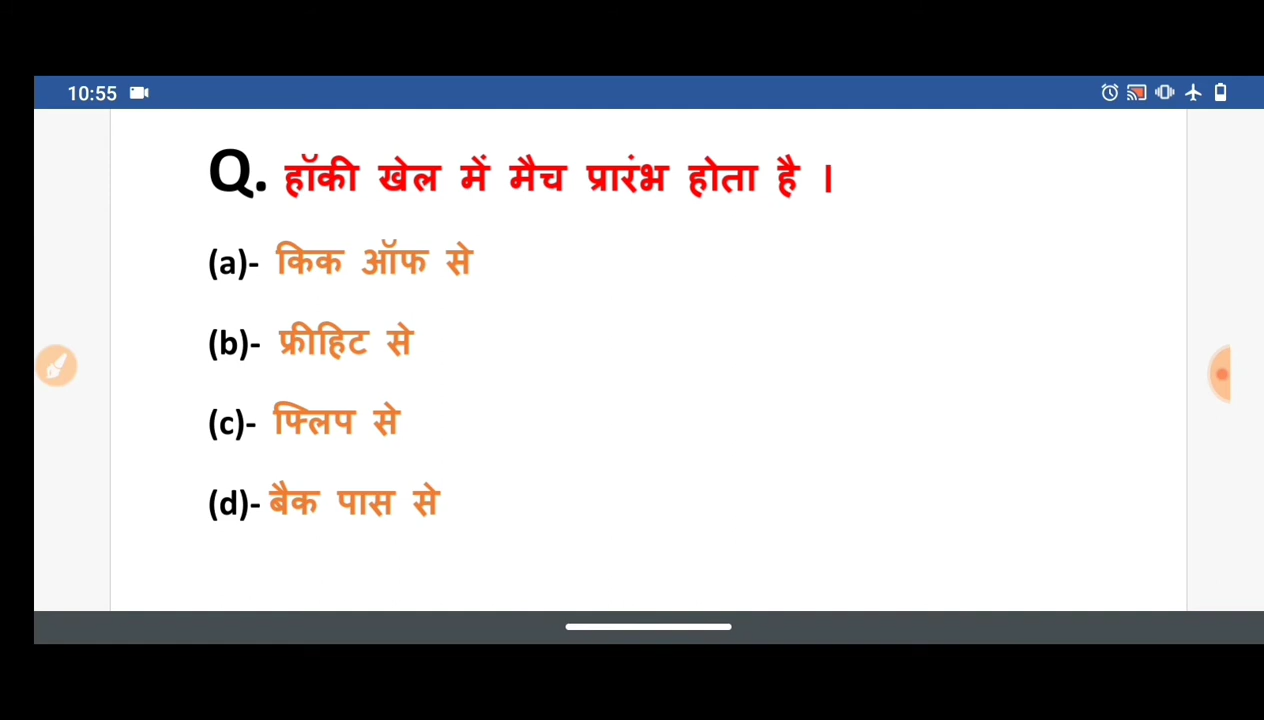 10:55
Q. हॉकी खेल में मैच प्रारंभ होता है ।
(a)- किक ऑफ से
(b)- फ्रीहिट से
(c)- फ्लिप से
(d)- बैक पास से